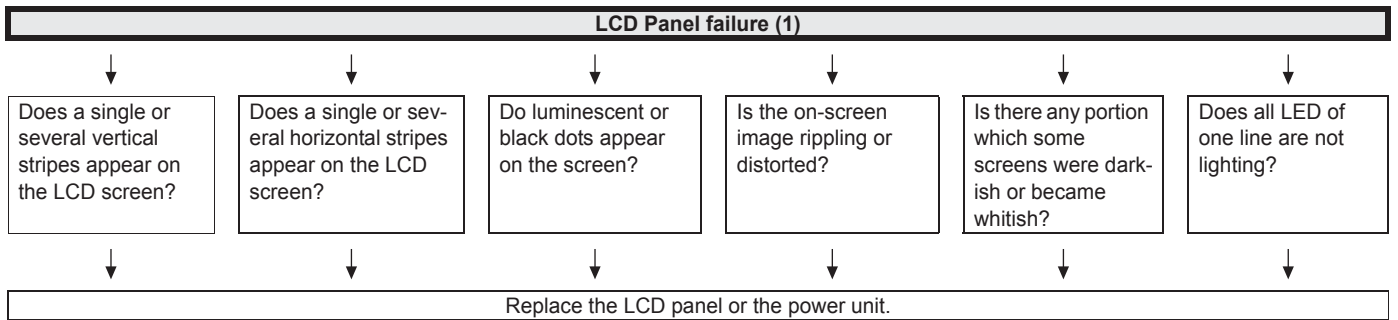 LCD Panel failure (1)
Does a single or
several vertical
stripes appear on
the LCD screen?
Does a single or sev-
eral horizontal stripes
appear on the LCD
screen?
Do luminescent or
black dots appear
on the screen?
Is the on-screen
image rippling or
distorted?
Is there any portion
which some
screens were dark-
ish or became
whitish?
Does all LED of
one line are not
lighting?
Replace the LCD panel or the power unit.